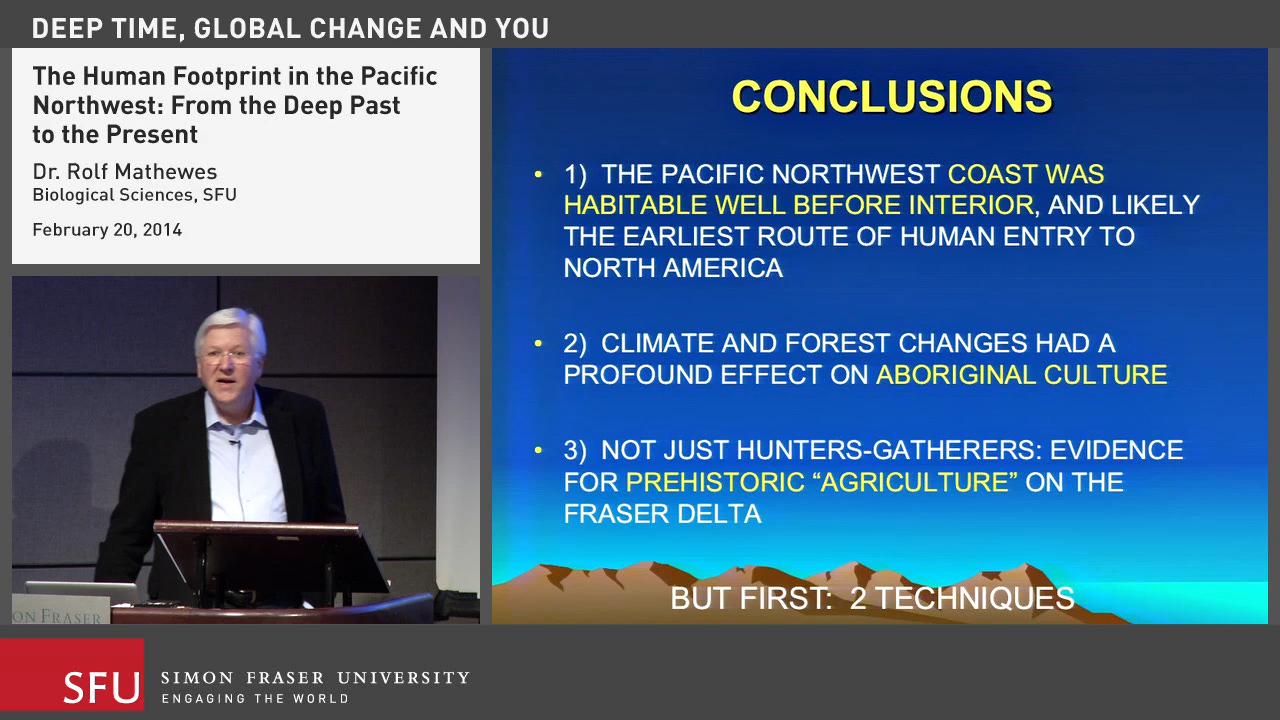 DEEP TIME, GLOBAL CHANGE AND YOU
The Human Footprint in the Pacific
Northwest: From the Deep Past
to the Present
Dr. Rolf Mathewes
Biological Sciences, SFU
February 20, 2014
CONCLUSIONS
• 1) THE PACIFIC NORTHWEST COAST WAS
HABITABLE WELL BEFORE INTERIOR, AND LIKELY
THE EARLIEST ROUTE OF HUMAN ENTRY TO
NORTH AMERICA
• 2) CLIMATE AND FOREST CHANGES HAD A
PROFOUND EFFECT ON ABORIGINAL CULTURE
• 3) NOT JUST HUNTERS-GATHERERS: EVIDENCE
FOR PREHISTORIC “AGRICULTURE” ON THE
FRASER DELTA
BUT FIRST: 2 TECHNIQUES
ON FRASER
SFU
SIMON FRASER UNIVERSITY
ENGAGING THE WORLD